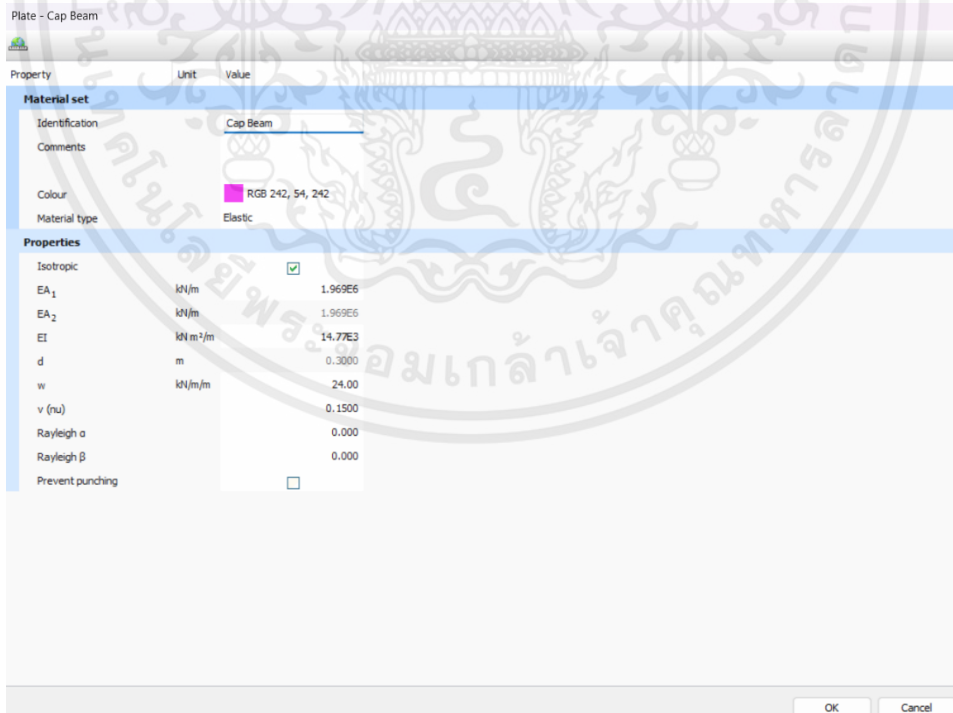 Plate - Cap Beam
Property Unit Value
Material set
Identification Cap Beam
Comments
Colour RGB 242, 54, 242
Material type Elastic
Properties
Isotropic
EA₁ kN/m 1.969E6
EA₂ kN/m 1.969E6
EI kN m²/m 14.77E3
d m 0.3000
w kN/m/m 24.00
ν (nu) 0.1500
Rayleigh α 0.000
Rayleigh β 0.000
Prevent punching
OK Cancel